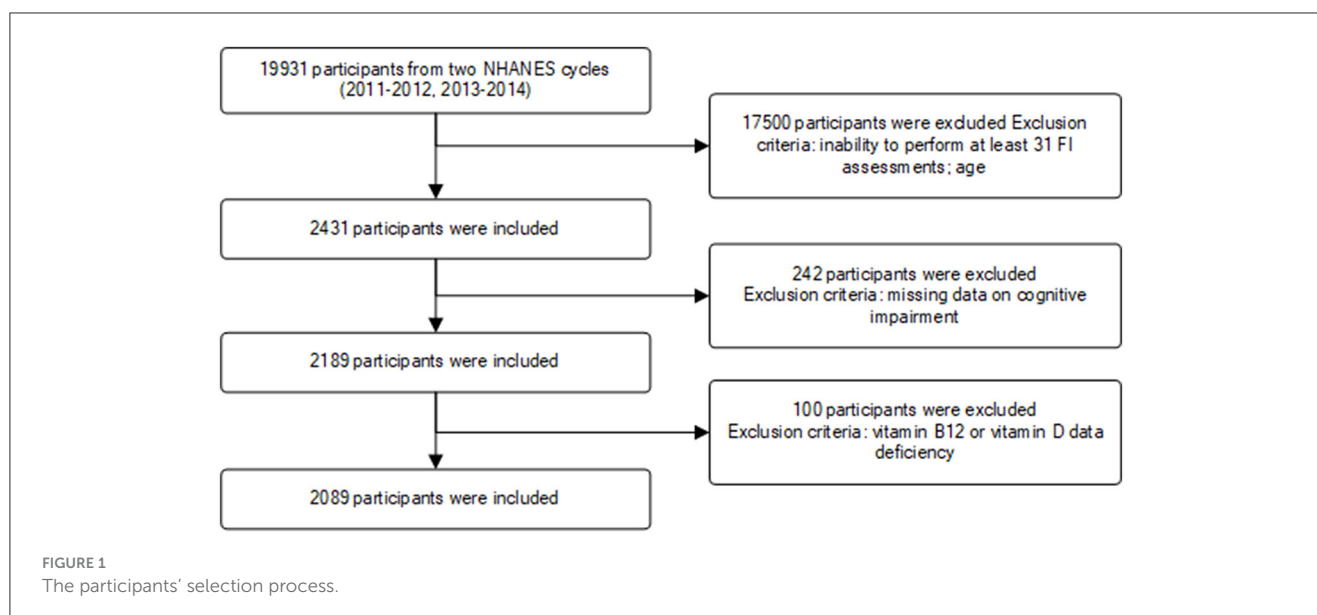 19931 participants from two NHANES cycles
(2011-2012, 2013-2014)
17500 participants were excluded Exclusion
criteria: inability to perform at least 31 FI
assessments; age
2431 participants were included
242 participants were excluded
Exclusion criteria: missing data on cognitive
impairment
2189 participants were included
100 participants were excluded
Exclusion criteria: vitamin B12 or vitamin D data
deficiency
2089 participants were included
FIGURE 1
The participants' selection process.